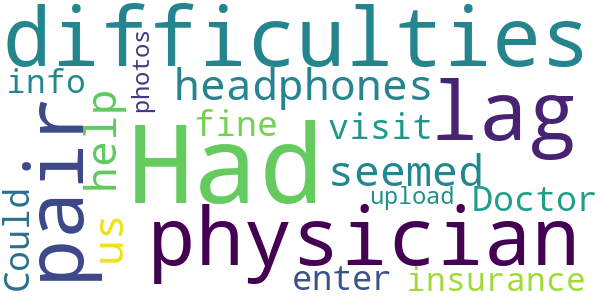 difficulties
info
photos
headphones
lag
pair
help
Had
fine
visit
seemed
Could
us
physician
upload
Doctor
enter
insurance